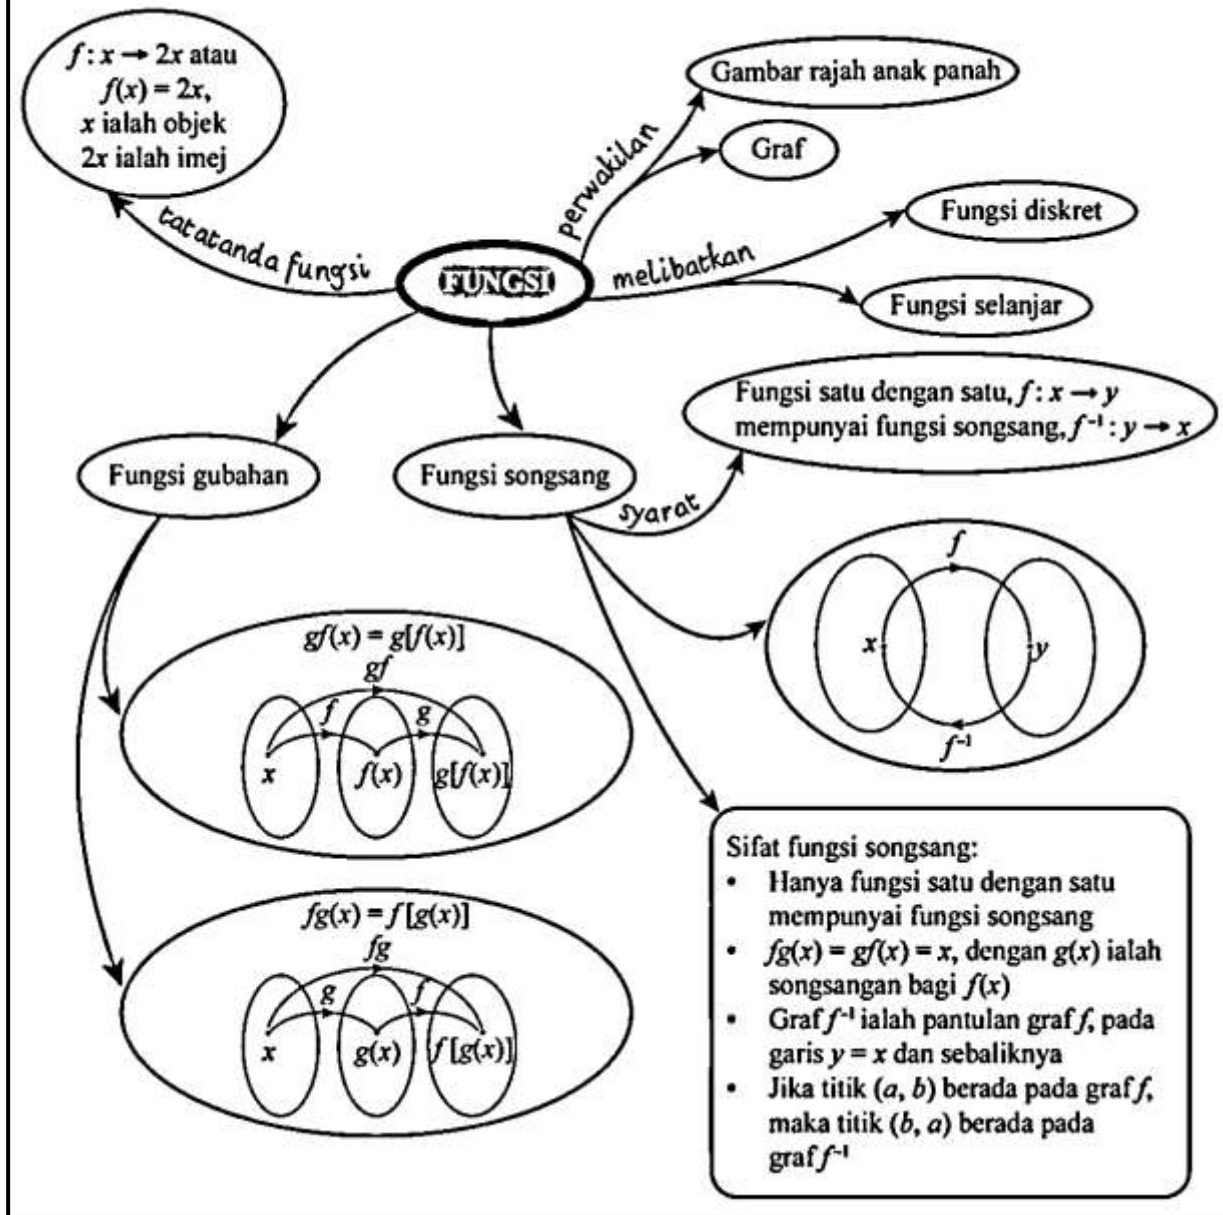 f : x → 2x atau
f(x) = 2x,
x ialah objek
2x ialah imej
tatatanda fungsi
FUNGSI
perwakilan
Gambar rajah anak panah
Graf
melibatkan
Fungsi diskret
Fungsi selanjar
Fungsi gubahan
Fungsi songsang
syarat
Fungsi satu dengan satu, f : x → y
mempunyai fungsi songsang, f⁻¹ : y → x
f
x
y
f⁻¹
gf(x) = g[f(x)]
gf
f
g
x
f(x)
g[f(x)]
fg(x) = f[g(x)]
fg
g
f
x
g(x)
f[g(x)]
Sifat fungsi songsang:
• Hanya fungsi satu dengan satu
mempunyai fungsi songsang
• fg(x) = gf(x) = x, dengan g(x) ialah
songsangan bagi f(x)
• Graf f⁻¹ ialah pantulan graf f, pada
garis y = x dan sebaliknya
• Jika titik (a, b) berada pada graf f,
maka titik (b, a) berada pada
graf f⁻¹